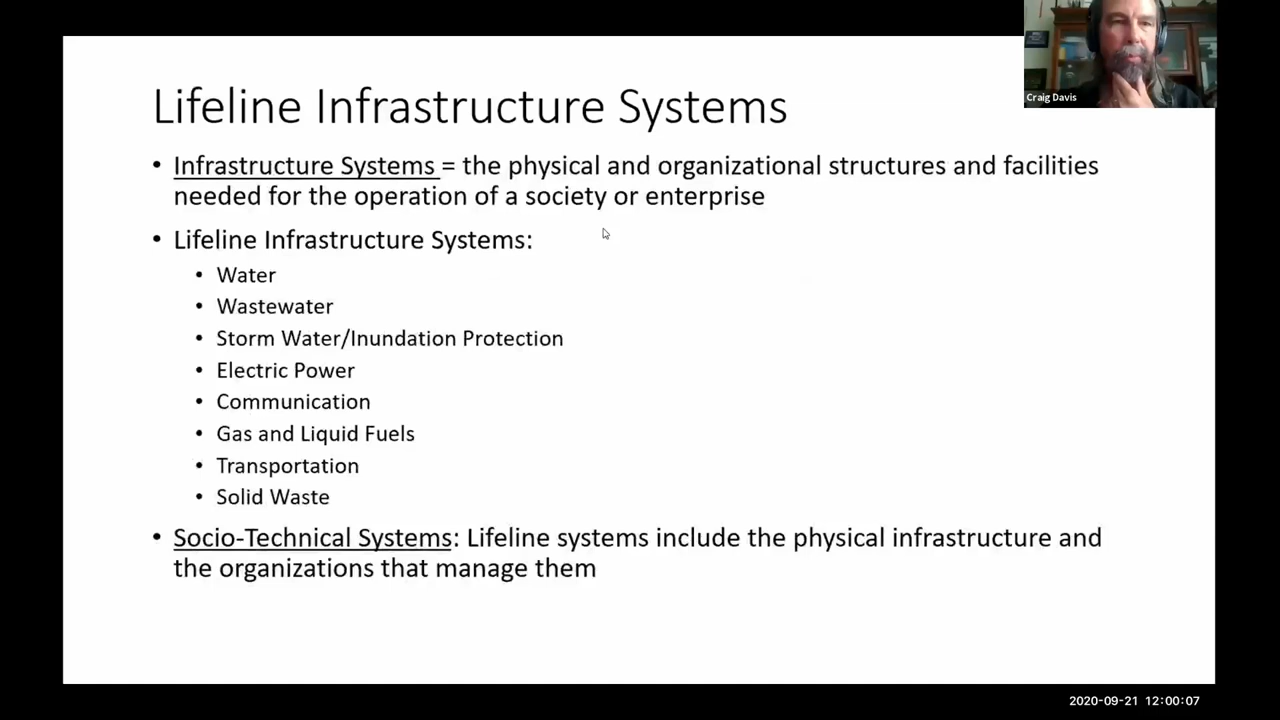 Craig Davis
Lifeline Infrastructure Systems
• Infrastructure Systems = the physical and organizational structures and facilities
needed for the operation of a society or enterprise
• Lifeline Infrastructure Systems:
• Water
• Wastewater
• Storm Water/Inundation Protection
• Electric Power
• Communication
• Gas and Liquid Fuels
• Transportation
• Solid Waste
• Socio-Technical Systems: Lifeline systems include the physical infrastructure and
the organizations that manage them
2020-09-21 12:00:07